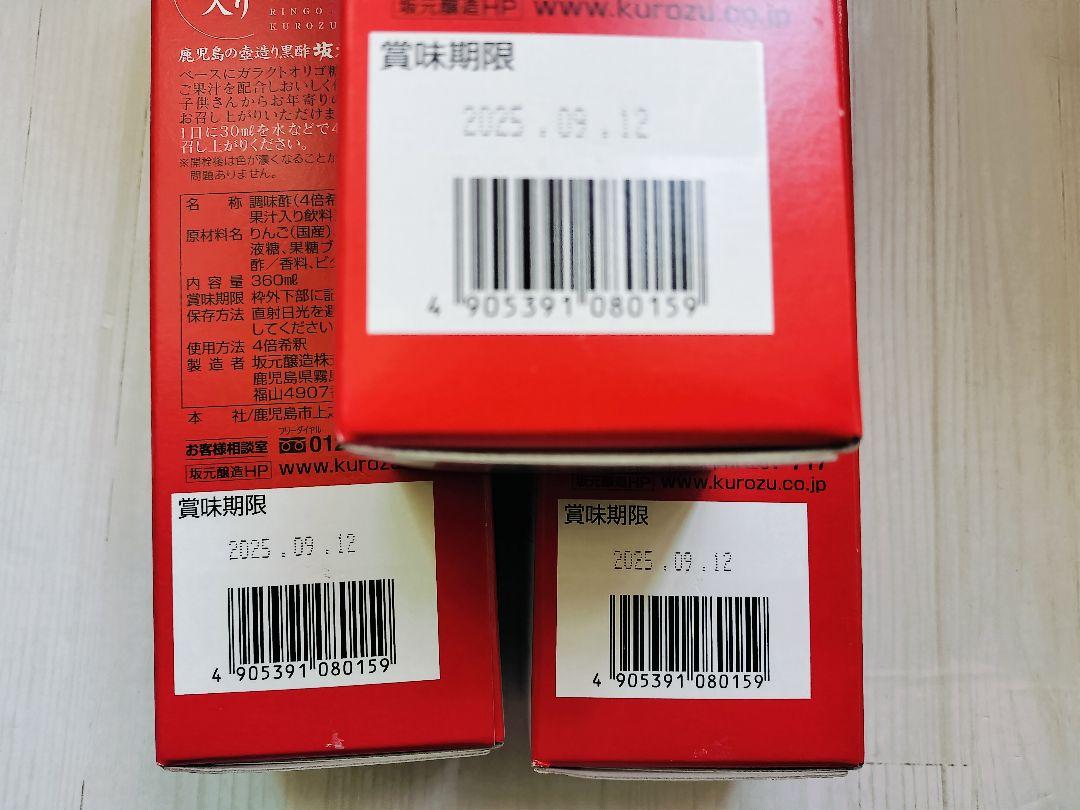 入り
RINGO
KUROZU
鹿児島の壺造り黒酢 坂
ベースにガラクトオリゴ糖
ご果汁を配合しおいしく
子供さんからお年寄りの
お召し上がりいただけま
1日に30mlを水などで4
召し上がりください。
※開栓後は色が濃くなることが
問題ありません。
名 称 調味酢(4倍希
果汁入り飲料
原材料名 りんご(国産)
液糖、果糖ブ
酢/香料、ビ
内容量 360ml
賞味期限 枠外下部に記
保存方法 直射日光を避
してください
使用方法 4倍希釈
製造者 坂元醸造株式
鹿児島県霧島
福山4907
本 社/鹿児島市上
フリーダイヤル
お客様相談室 012
坂元醸造HP www.kurozu
賞味期限
2025.09.12
4 905391 080159
坂元醸造HP www.kurozu.co.jp
賞味期限
2025.09.12
4 905391 080159
坂元醸造HP www.kurozu.co.jp
賞味期限
2025.09.12
4 905391 080159